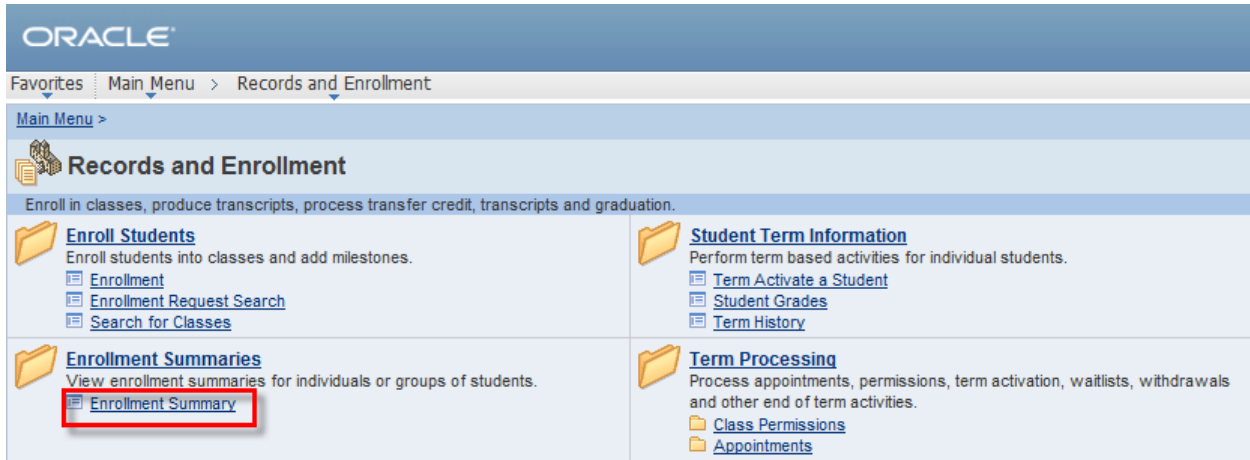 ORACLE
Favorites Main Menu > Records and Enrollment
Main Menu >
Records and Enrollment
Enroll in classes, produce transcripts, process transfer credit, transcripts and graduation.
Enroll Students
Enroll students into classes and add milestones.
Enrollment
Enrollment Request Search
Search for Classes
Student Term Information
Perform term based activities for individual students.
Term Activate a Student
Student Grades
Term History
Enrollment Summaries
View enrollment summaries for individuals or groups of students.
Enrollment Summary
Term Processing
Process appointments, permissions, term activation, waitlists, withdrawals
and other end of term activities.
Class Permissions
Appointments